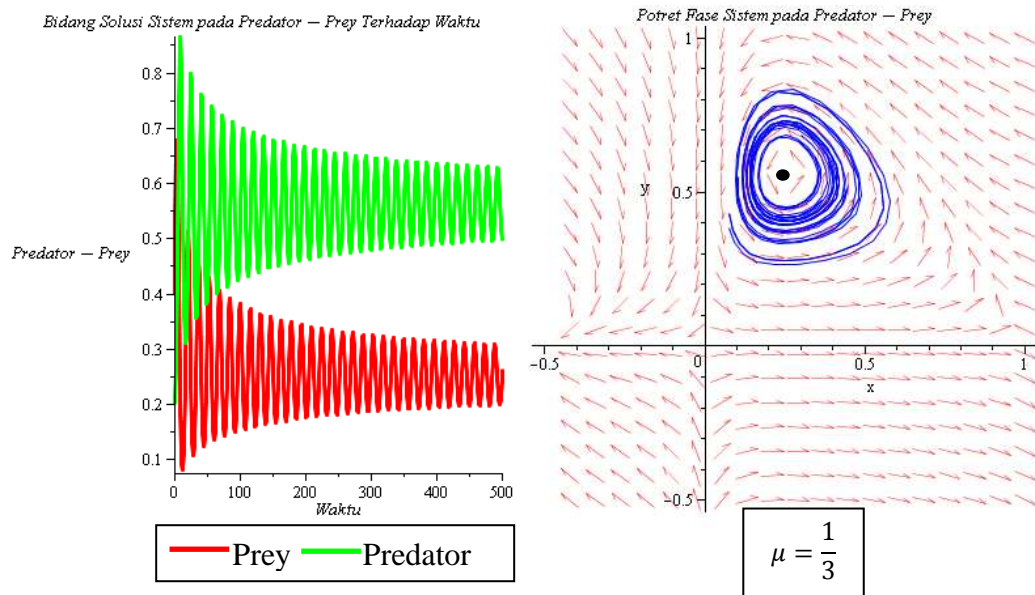 Bidang Solusi Sistem pada Predator — Prey Terhadap Waktu
0.8
0.7
0.6
0.5
Predator — Prey
0.4
0.3
0.2
0.1
0 100 200 300 400 500
Waktu
Prey Predator
Potret Fase Sistem pada Predator — Prey
1
y
0.5
-0.5 0 0.5 1
x
-0.5
μ = 1/3